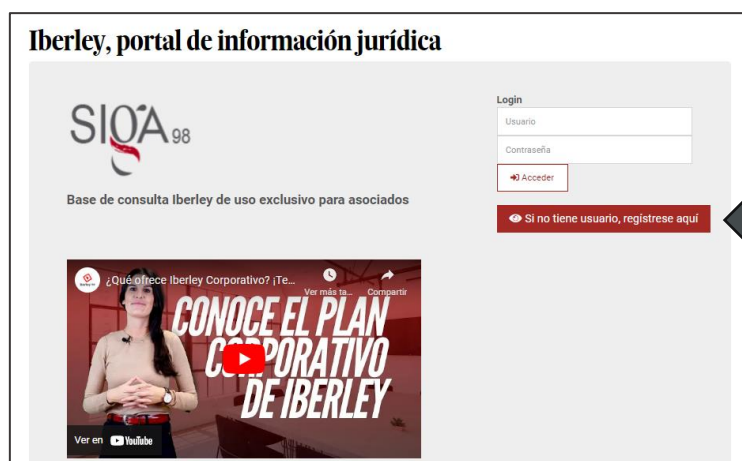 Iberley, portal de información jurídica
SIGA 98
Base de consulta Iberley de uso exclusivo para asociados
Login
Usuario
Contraseña
Acceder
Si no tiene usuario, regístrese aquí
¿Qué ofrece Iberley Corporativo? ¡Te...
Ver más ta...
Compartir
CONOCE EL PLAN
CORPORATIVO
DE IBERLEY
Ver en YouTube